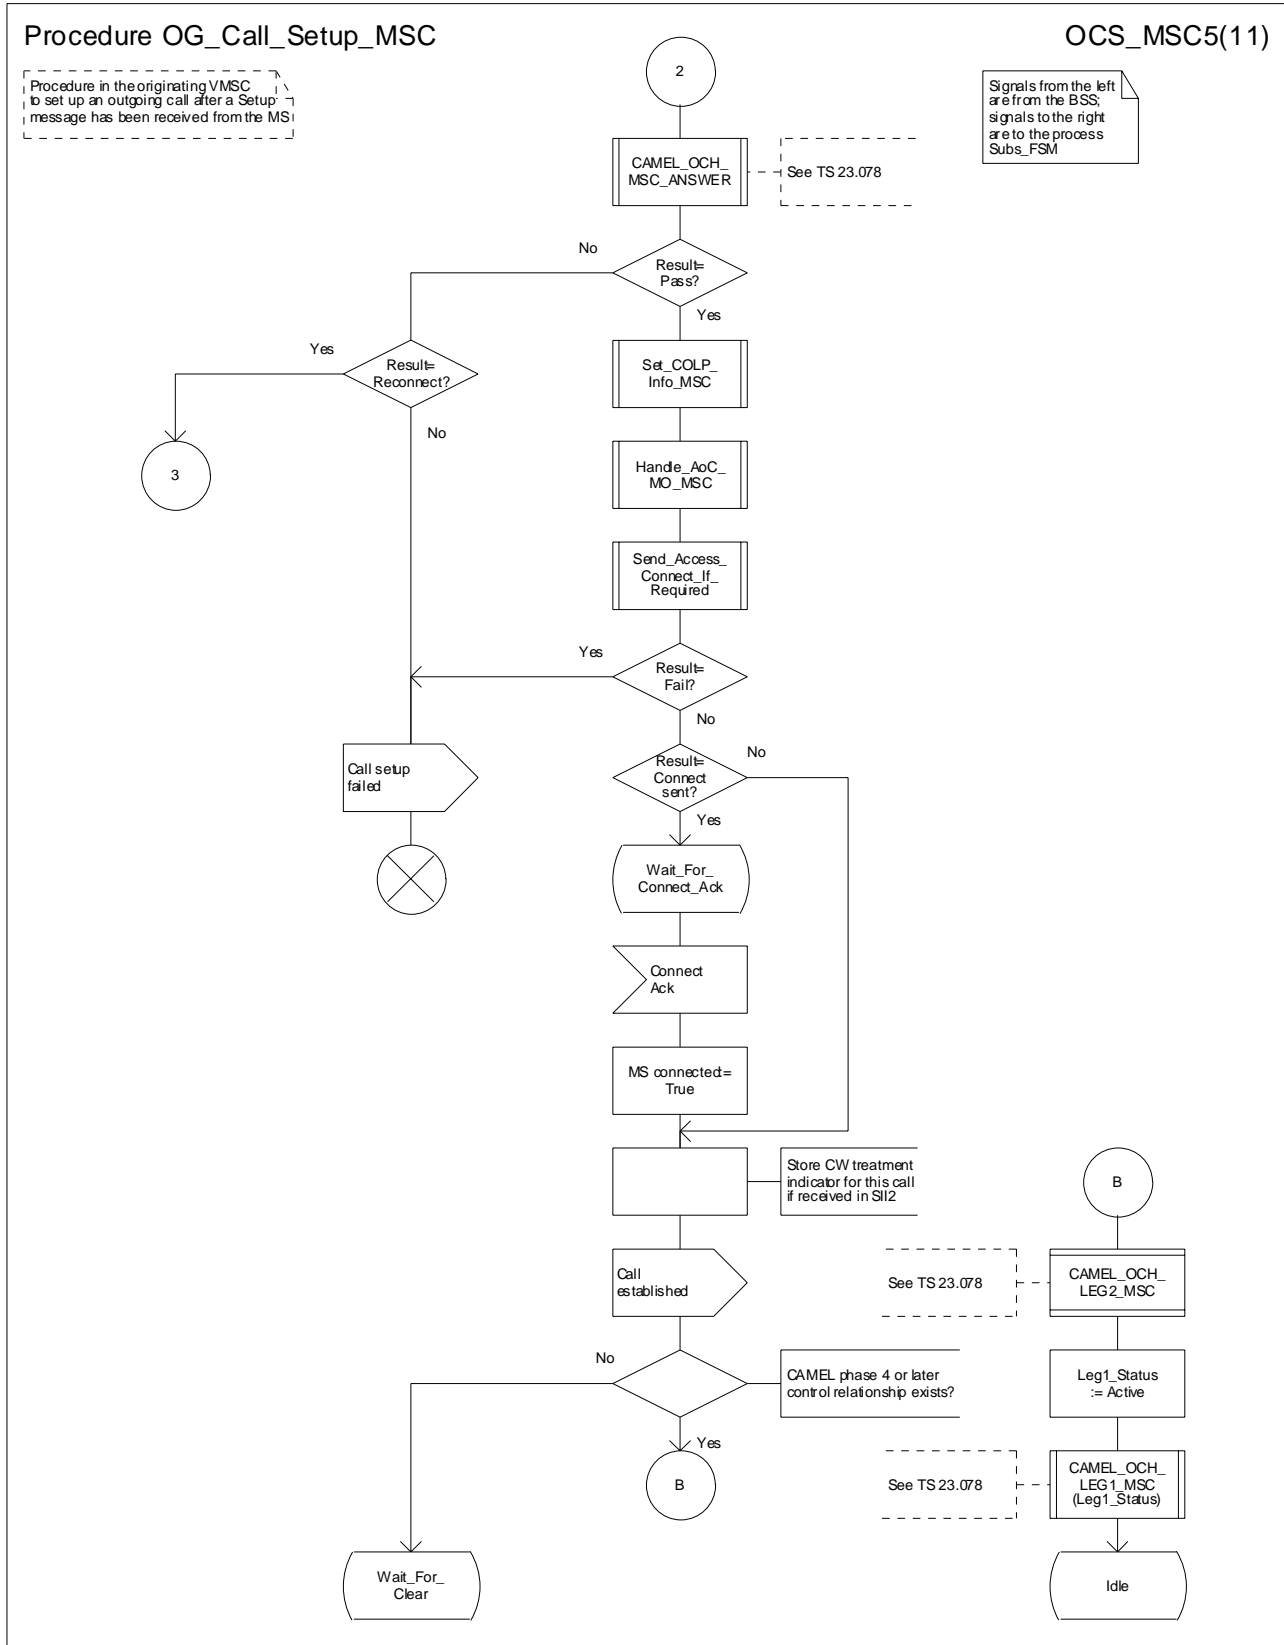 Procedure OG_Call_Setup_MSC
OCS_MSC5(11)
Procedure in the originating VMSC
to set up an outgoing call after a Setup
message has been received from the MS
2
Signals from the left
are from the BSS;
signals to the right
are to the process
Subs_FSM
CAMEL_OCH_
MSC_ANSWER
See TS 23.078
No
Result=
Pass?
Yes
Yes
Result=
Reconnect?
No
Set_COLP_
Info_MSC
3
Handle_AoC_
MO_MSC
Send_Access_
Connect_If_
Required
Yes
Result=
Fail?
No
Call setup
failed
Result=
Connect
sent?
No
Yes
Wait_For_
Connect_Ack
Connect
Ack
MS connected:=
True
Store CW treatment
indicator for this call
if received in SII2
B
Call
established
See TS 23.078
CAMEL_OCH_
LEG2_MSC
No
CAMEL phase 4 or later
control relationship exists?
Leg1_Status
:= Active
Yes
B
See TS 23.078
CAMEL_OCH_
LEG1_MSC
(Leg1_Status)
Wait_For_
Clear
Idle